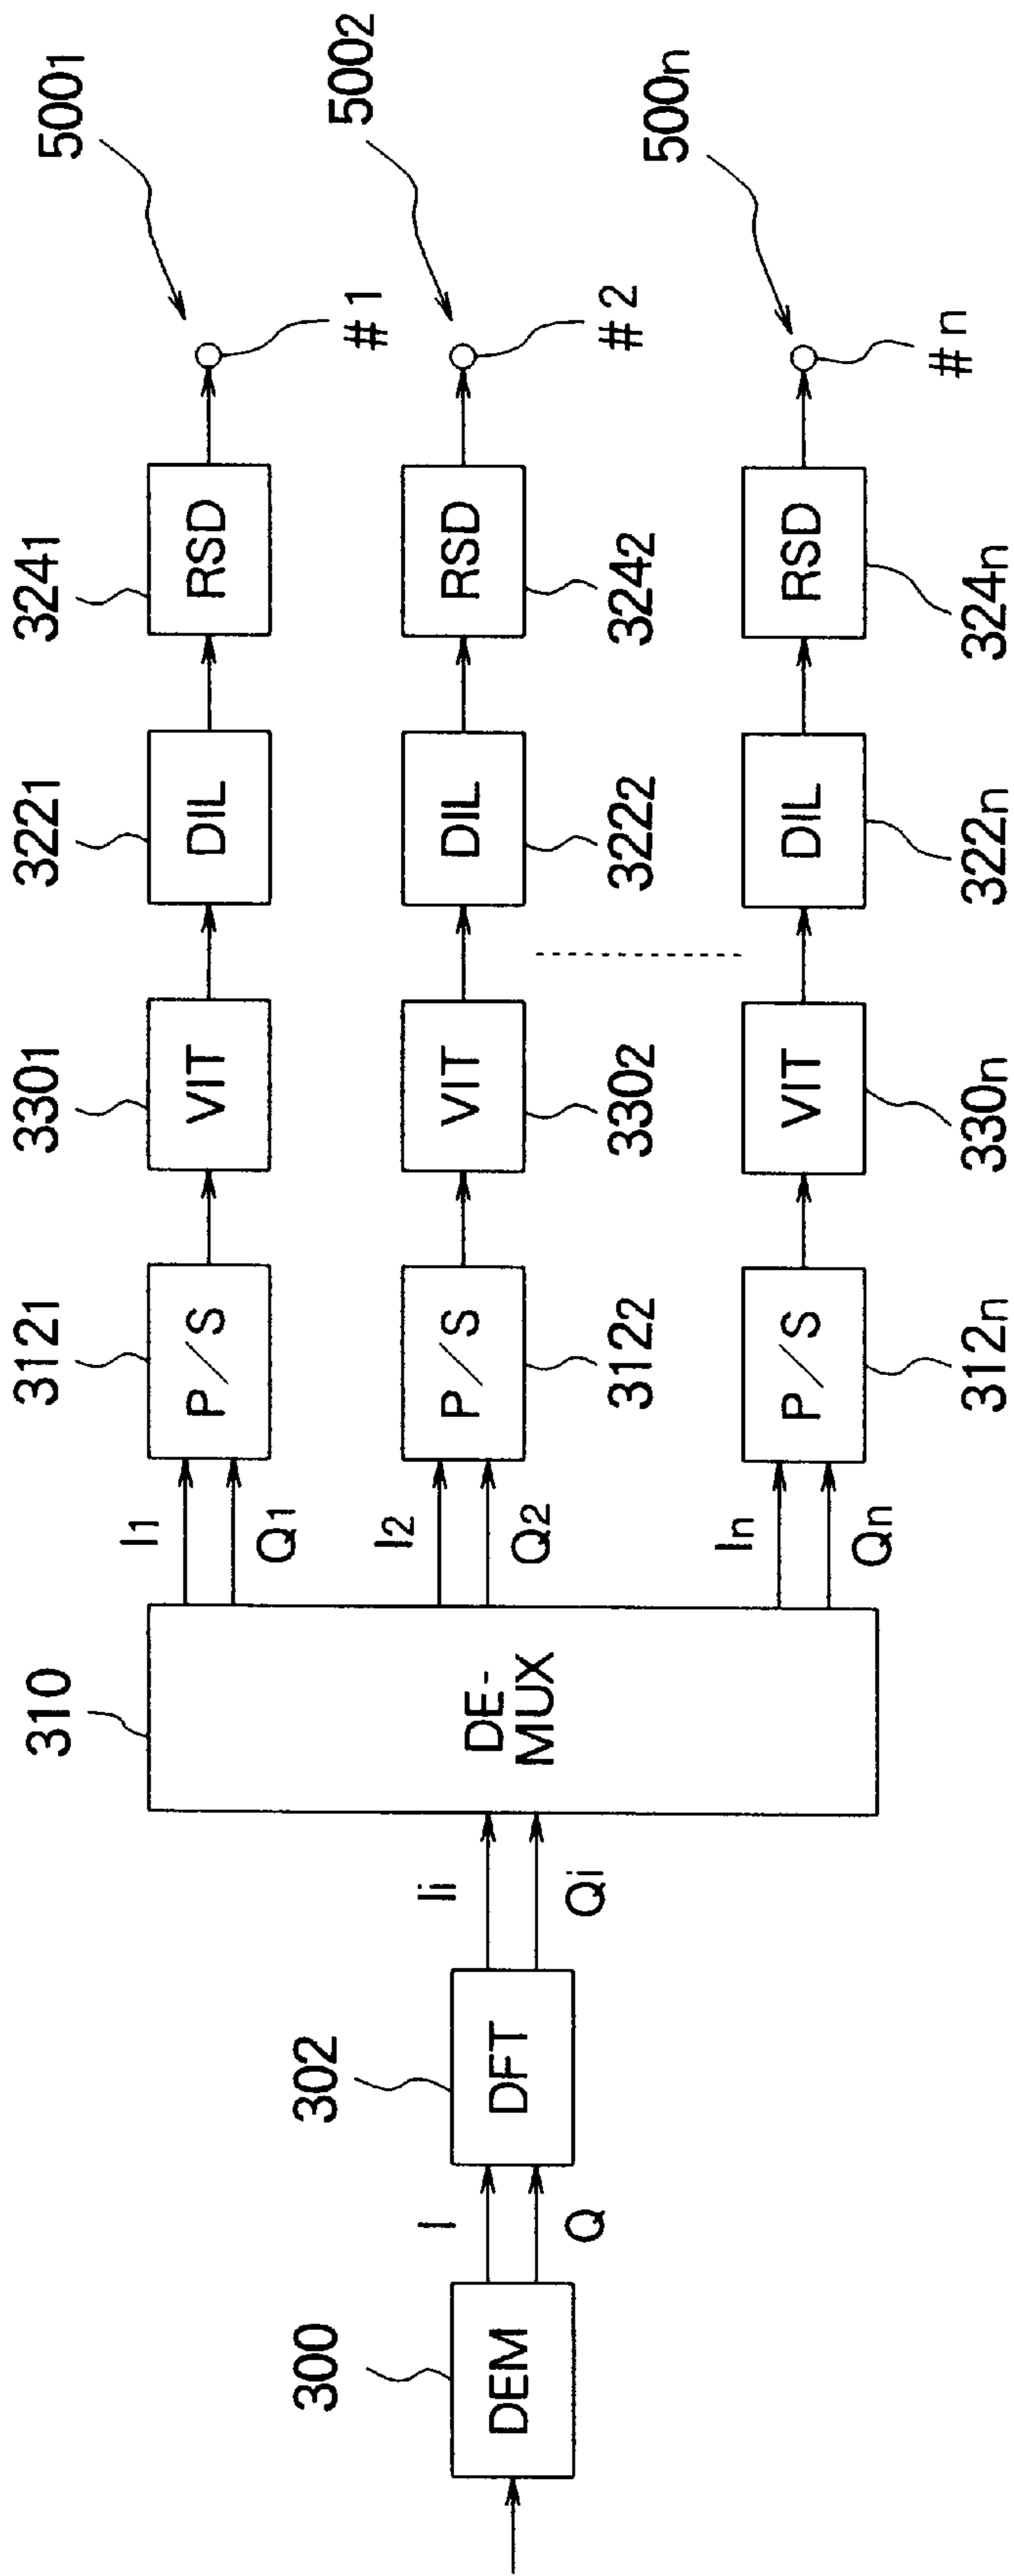 300
DEM
I
Q
302
DFT
Ii
Qi
310
DE-
MUX
I1
Q1
3121
P/S
3301
VIT
3221
DIL
3241
RSD
#1
5001
I2
Q2
3122
P/S
3302
VIT
3222
DIL
3242
RSD
#2
5002
In
Qn
312n
P/S
330n
VIT
322n
DIL
324n
RSD
#n
500n